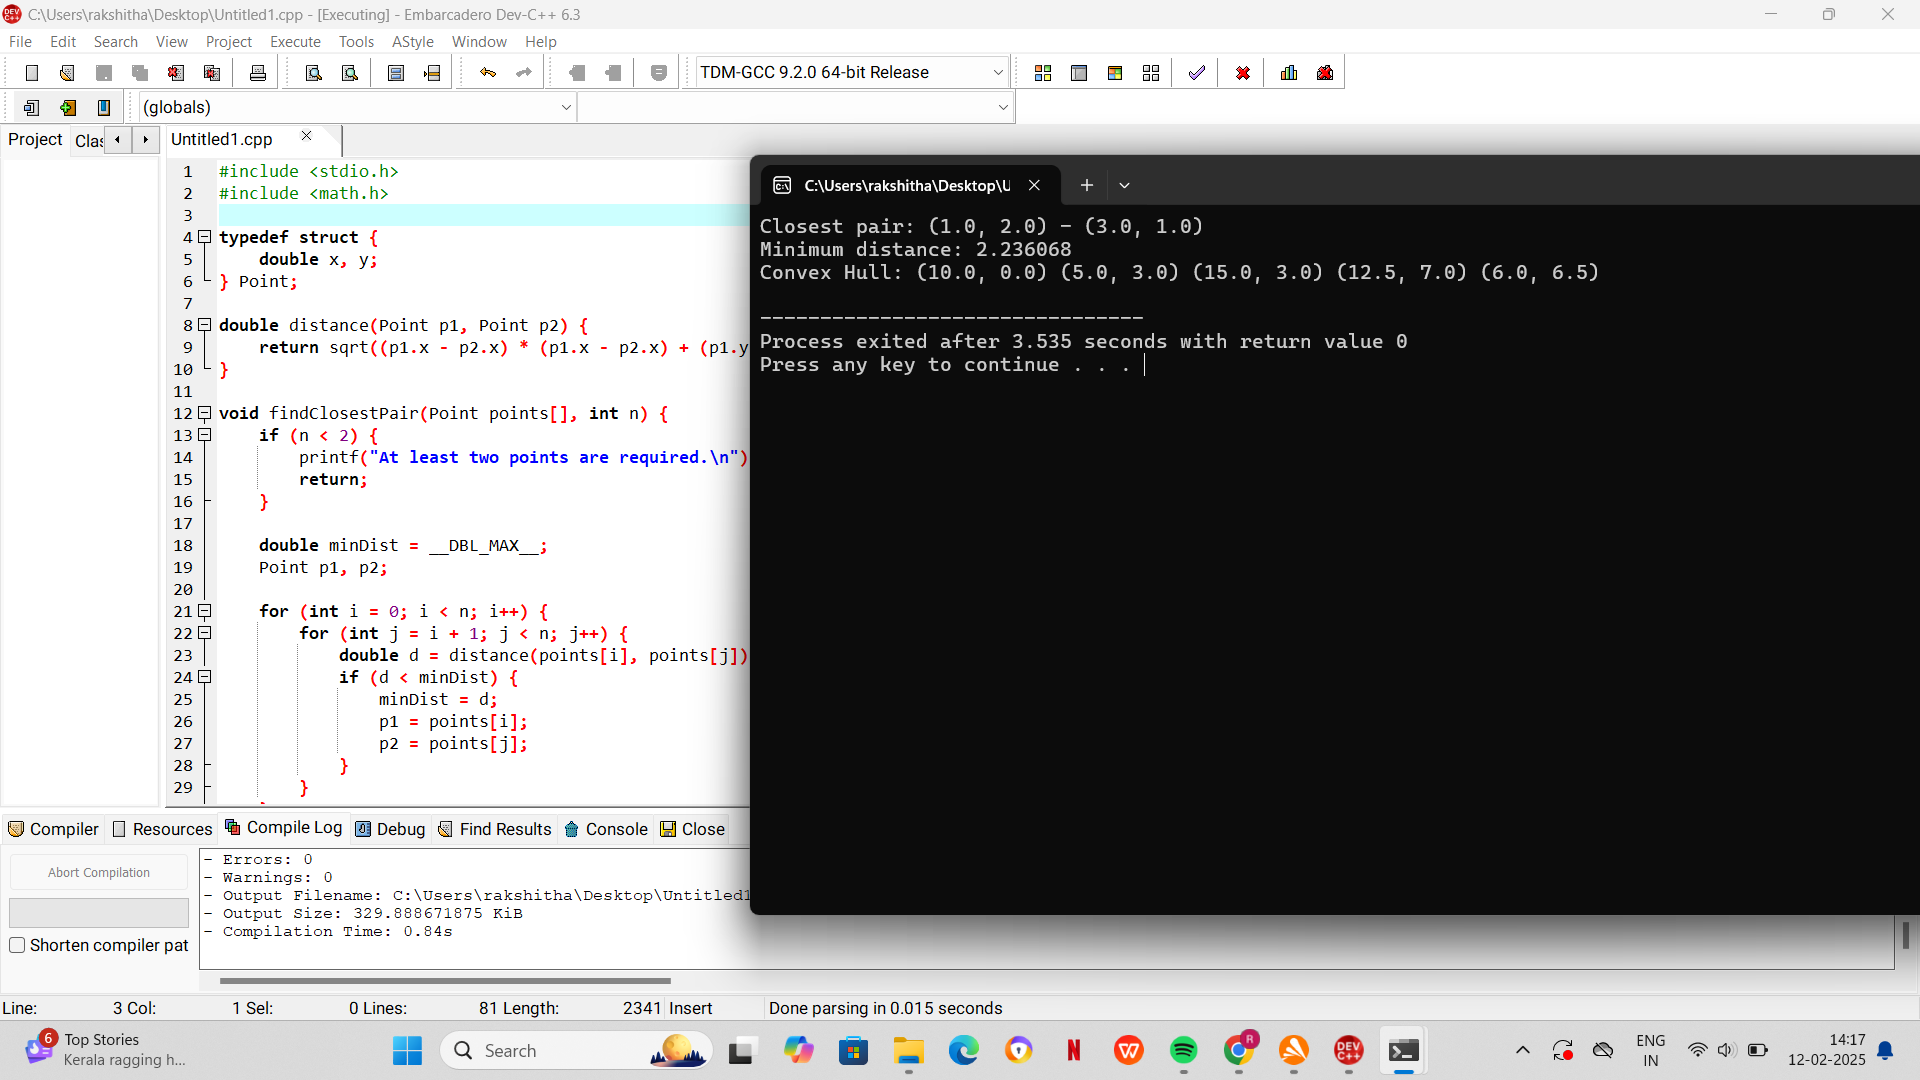 C:\Users\rakshitha\Desktop\Untitled1.cpp - [Executing] - Embarcadero Dev-C++ 6.3
File Edit Search View Project Execute Tools AStyle Window Help
TDM-GCC 9.2.0 64-bit Release
(globals)
Project Clas
Untitled1.cpp
1 #include <stdio.h>
2 #include <math.h>
3
4 typedef struct {
5 double x, y;
6 } Point;
7
8 double distance(Point p1, Point p2) {
9 return sqrt((p1.x - p2.x) * (p1.x - p2.x) + (p1.y
10 }
11
12 void findClosestPair(Point points[], int n) {
13 if (n < 2) {
14 printf("At least two points are required.\n")
15 return;
16 }
17
18 double minDist = __DBL_MAX__;
19 Point p1, p2;
20
21 for (int i = 0; i < n; i++) {
22 for (int j = i + 1; j < n; j++) {
23 double d = distance(points[i], points[j])
24 if (d < minDist) {
25 minDist = d;
26 p1 = points[i];
27 p2 = points[j];
28 }
29 }
C:\Users\rakshitha\Desktop\U
Closest pair: (1.0, 2.0) - (3.0, 1.0)
Minimum distance: 2.236068
Convex Hull: (10.0, 0.0) (5.0, 3.0) (15.0, 3.0) (12.5, 7.0) (6.0, 6.5)
--------------------------------
Process exited after 3.535 seconds with return value 0
Press any key to continue . . .
Compiler Resources Compile Log Debug Find Results Console Close
Abort Compilation
Shorten compiler pat
- Errors: 0
- Warnings: 0
- Output Filename: C:\Users\rakshitha\Desktop\Untitled1
- Output Size: 329.888671875 KiB
- Compilation Time: 0.84s
Line: 3 Col: 1 Sel: 0 Lines: 81 Length: 2341 Insert Done parsing in 0.015 seconds
6
Top Stories
Kerala ragging h...
Search
R
DEV C++
ENG
IN
14:17
12-02-2025